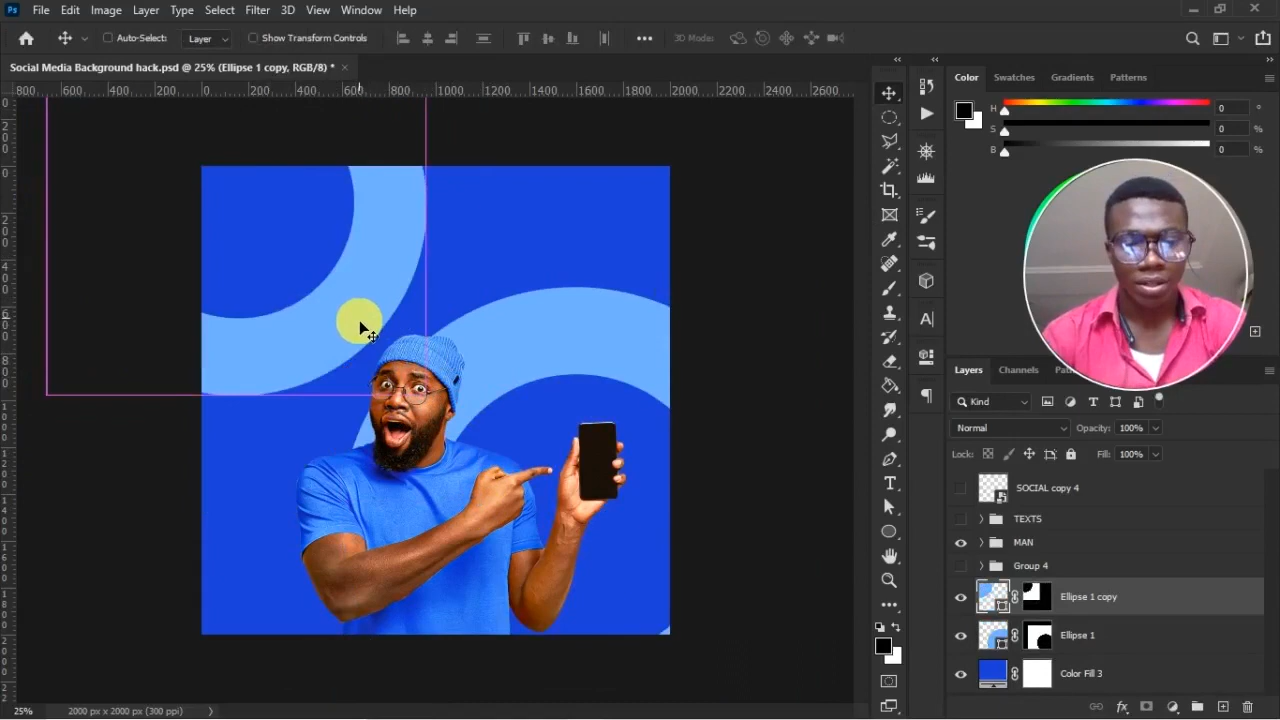 Ps File Edit Image Layer Type Select Filter 3D View Window Help
Auto-Select: Layer Show Transform Controls 3D Mode:
Social Media Background hack.psd @ 25% (Ellipse 1 copy, RGB/8) *
800 600 400 200 0 200 400 600 800 1000 1200 1400 1600 1800 2000 2200 2400 2600
Color Swatches Gradients Patterns
H 0 °
S 0 %
B 0 %
Layers Channels
Kind
Normal Opacity: 100%
Lock: Fill: 100%
SOCIAL copy 4
TEXTS
MAN
Group 4
Ellipse 1 copy
Ellipse 1
Color Fill 3
25% 2000 px x 2000 px (300 ppi)